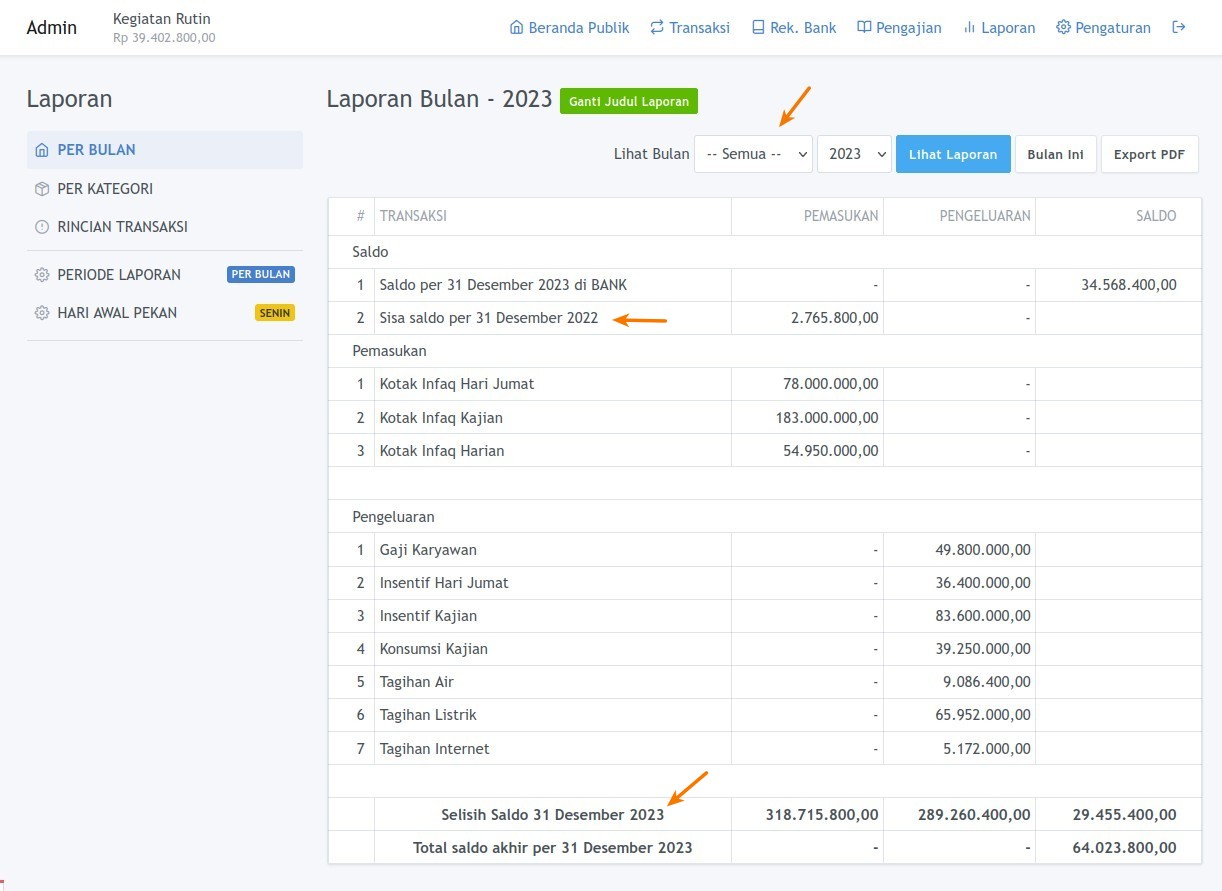 Admin
Kegiatan Rutin
Rp 39.402.800,00
Beranda Publik Transaksi Rek. Bank Pengajian Laporan Pengaturan
Laporan
PER BULAN
PER KATEGORI
RINCIAN TRANSAKSI
PERIODE LAPORAN PER BULAN
HARI AWAL PEKAN SENIN
Laporan Bulan - 2023 Ganti Judul Laporan
Lihat Bulan -- Semua -- 2023 Lihat Laporan Bulan Ini Export PDF
# TRANSAKSI PEMASUKAN PENGELUARAN SALDO
Saldo
1 Saldo per 31 Desember 2023 di BANK - - 34.568.400,00
2 Sisa saldo per 31 Desember 2022 2.765.800,00 -
Pemasukan
1 Kotak Infaq Hari Jumat 78.000.000,00 -
2 Kotak Infaq Kajian 183.000.000,00 -
3 Kotak Infaq Harian 54.950.000,00 -
Pengeluaran
1 Gaji Karyawan - 49.800.000,00
2 Insentif Hari Jumat - 36.400.000,00
3 Insentif Kajian - 83.600.000,00
4 Konsumsi Kajian - 39.250.000,00
5 Tagihan Air - 9.086.400,00
6 Tagihan Listrik - 65.952.000,00
7 Tagihan Internet - 5.172.000,00
Selisih Saldo 31 Desember 2023 318.715.800,00 289.260.400,00 29.455.400,00
Total saldo akhir per 31 Desember 2023 - - 64.023.800,00